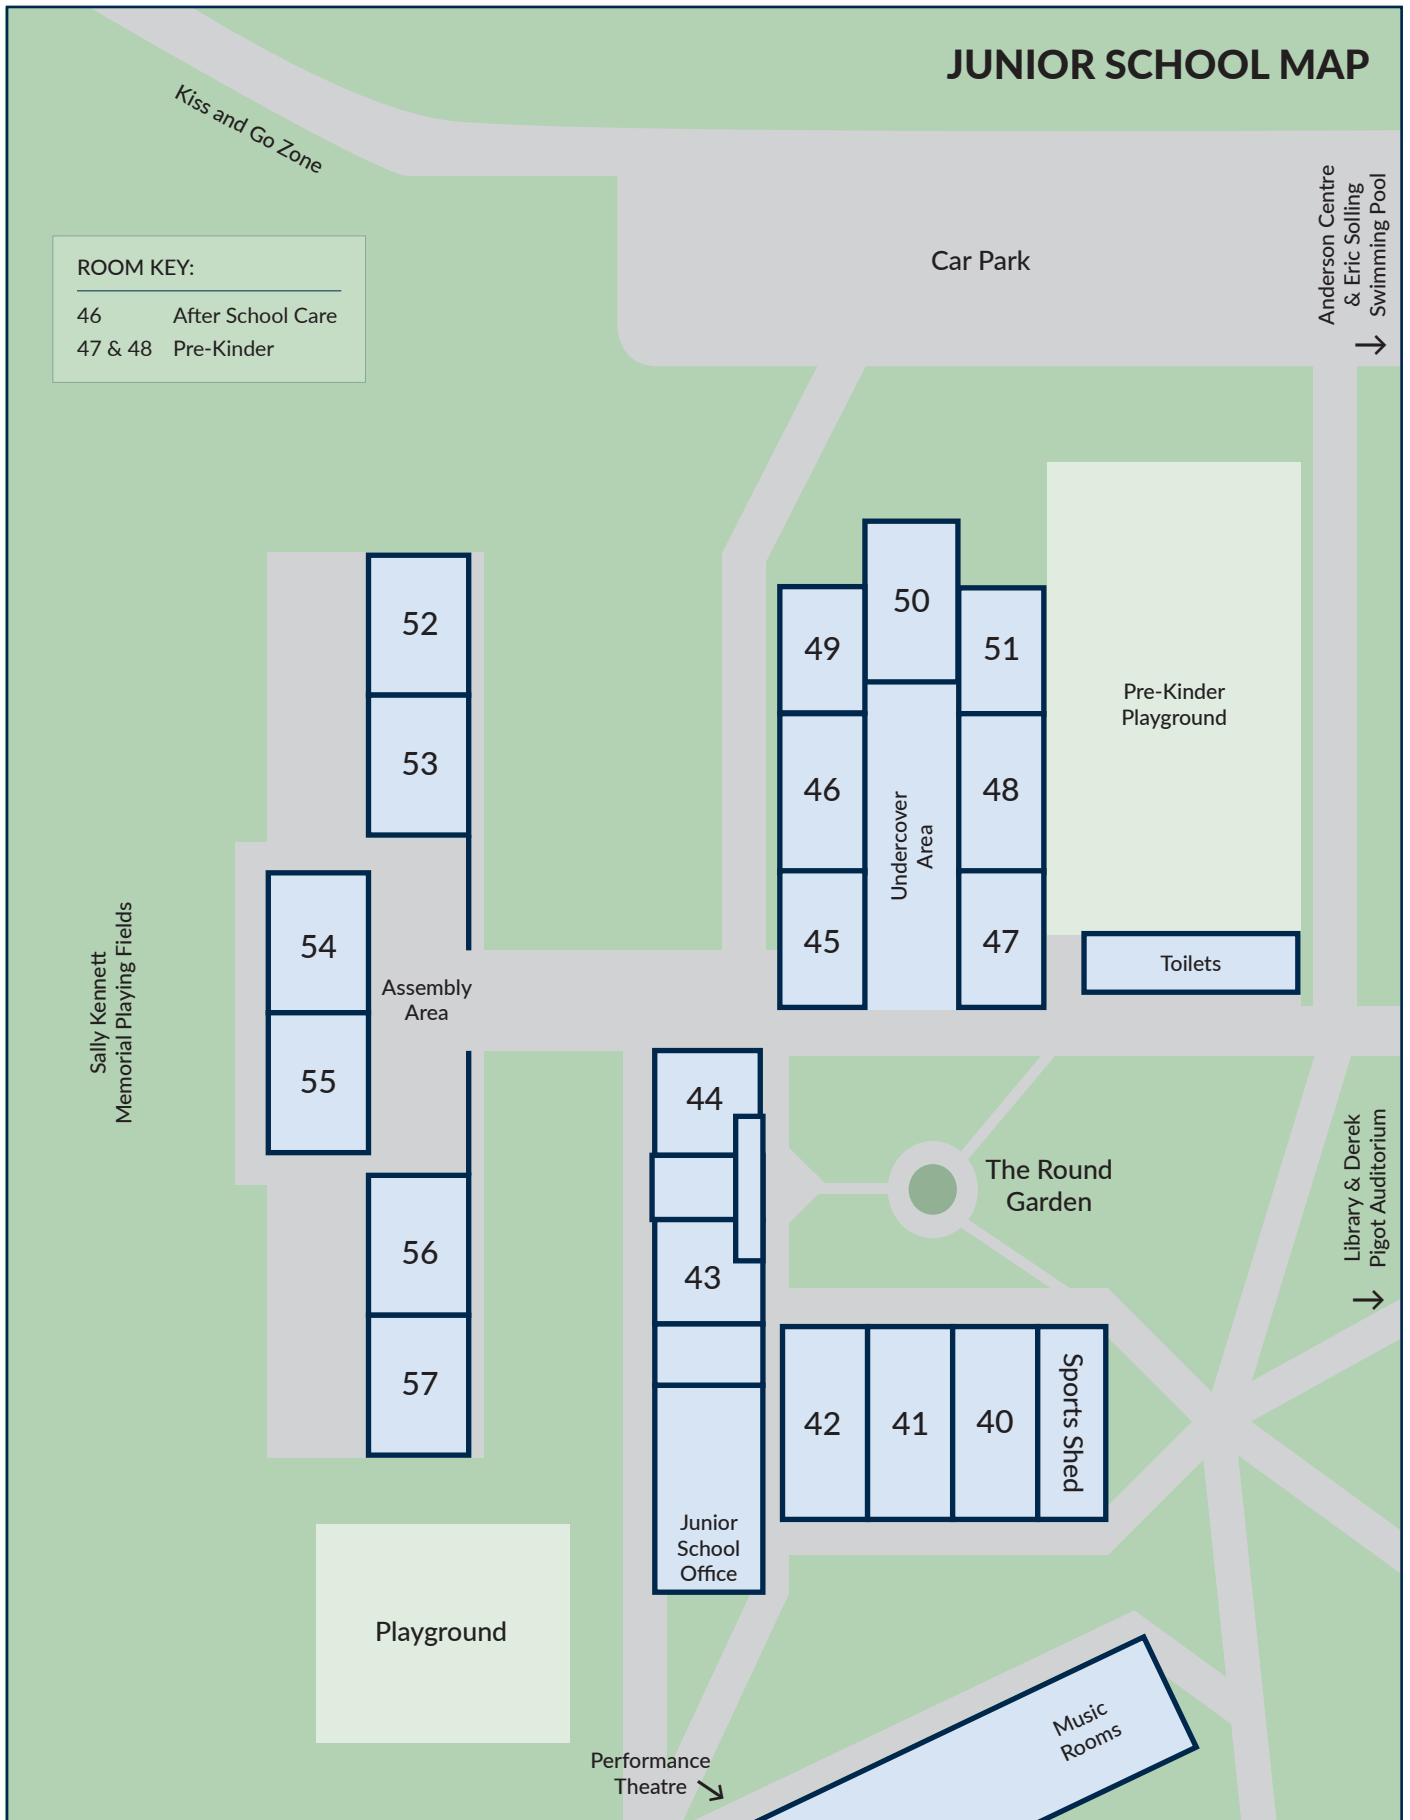 JUNIOR SCHOOL MAP
Kiss and Go Zone
Car Park
Anderson Centre
& Eric Solling
Swimming Pool
→
ROOM KEY:
46 After School Care
47 & 48 Pre-Kinder
50
49
51
52
53
46
48
45
47
Undercover
Area
Pre-Kinder
Playground
Toilets
54
55
Assembly
Area
Sally Kennett
Memorial Playing Fields
44
43
The Round
Garden
Library & Derek
Pigot Auditorium
→
56
57
42
41
40
Sports Shed
Junior
School
Office
Playground
Performance
Theatre
Music
Rooms